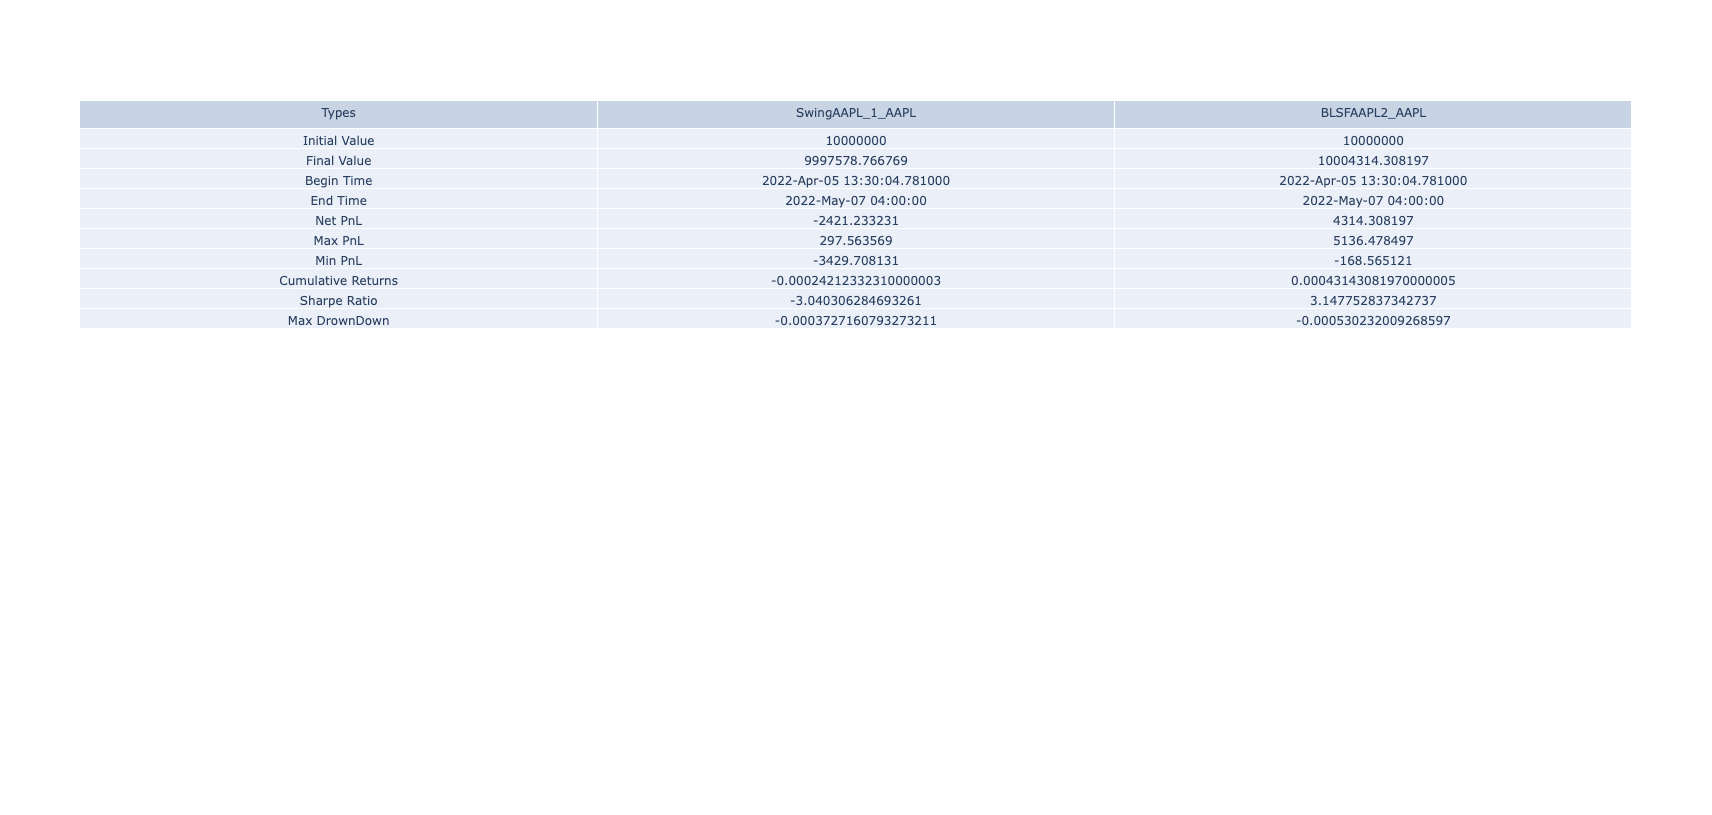 Types SwingAAPL_1_AAPL BLSFAAPL2_AAPL
Initial Value 10000000 10000000
Final Value 9997578.766769 10004314.308197
Begin Time 2022-Apr-05 13:30:04.781000 2022-Apr-05 13:30:04.781000
End Time 2022-May-07 04:00:00 2022-May-07 04:00:00
Net PnL -2421.233231 4314.308197
Max PnL 297.563569 5136.478497
Min PnL -3429.708131 -168.565121
Cumulative Returns -0.00024212332310000003 0.00043143081970000005
Sharpe Ratio -3.040306284693261 3.147752837342737
Max DrownDown -0.0003727160793273211 -0.000530232009268597